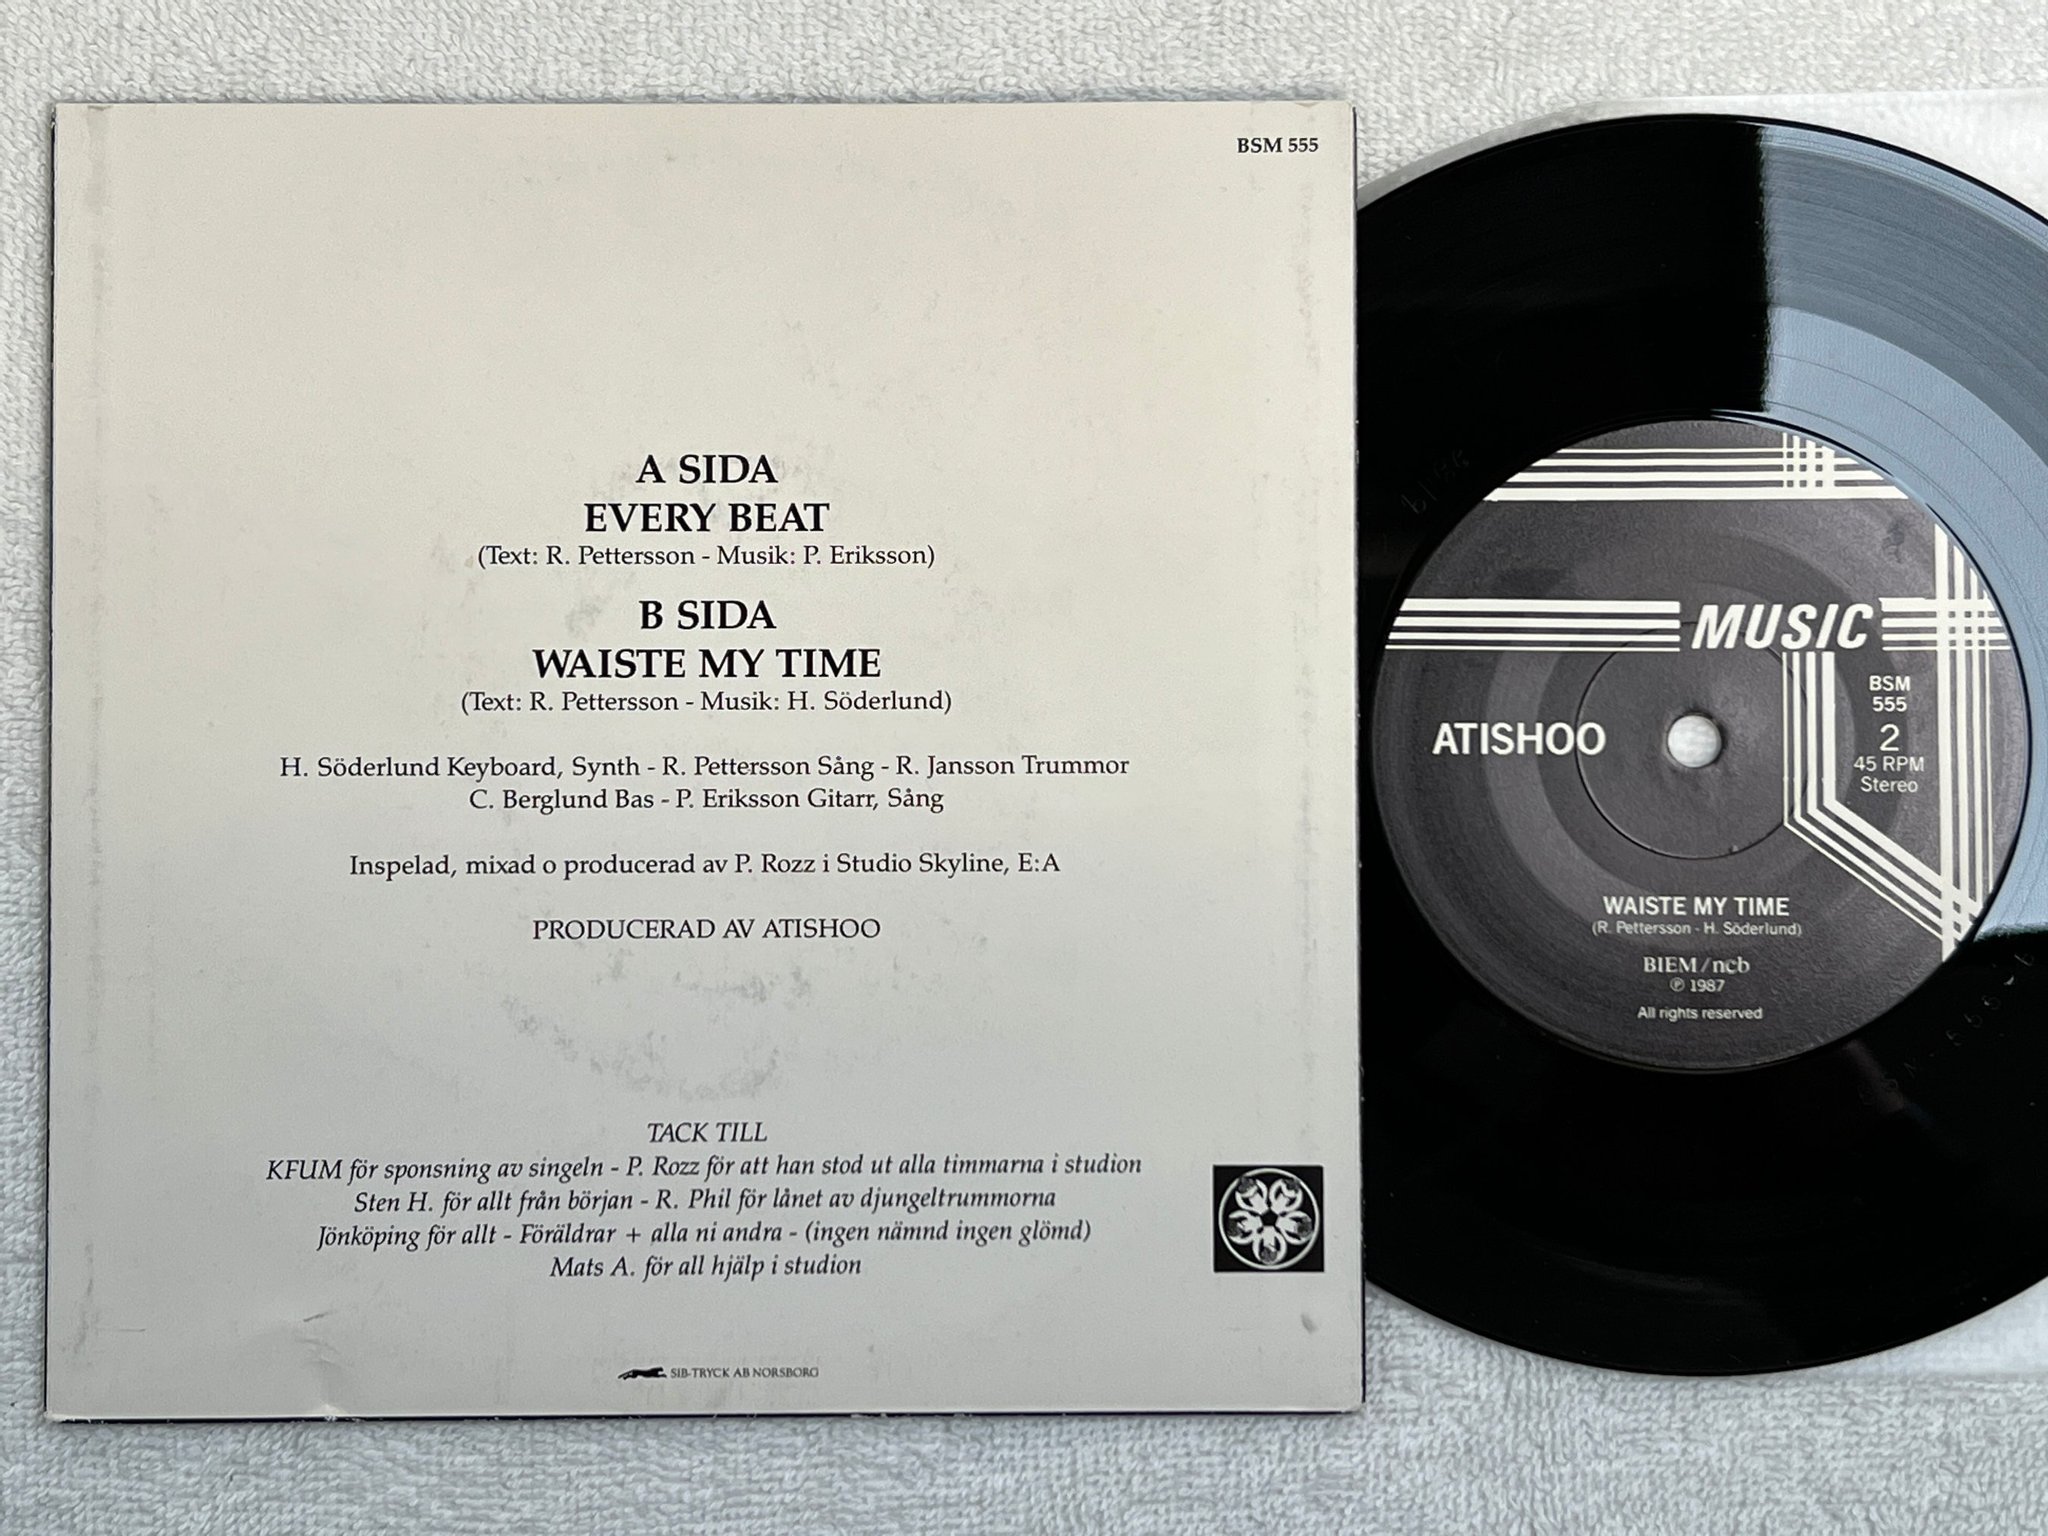 BSM 555
A SIDA
EVERY BEAT
(Text: R. Pettersson - Musik: P. Eriksson)
B SIDA
WAISTE MY TIME
(Text: R. Pettersson - Musik: H. Söderlund)
H. Söderlund Keyboard, Synth - R. Pettersson Sång - R. Jansson Trummor
C. Berglund Bas - P. Eriksson Gitarr, Sång
Inspelad, mixad o producerad av P. Rozz i Studio Skyline, E:A
PRODUCERAD AV ATISHOO
TACK TILL
KFUM för sponsning av singeln - P. Rozz för att han stod ut alla timmarna i studion
Sten H. för allt från början - R. Phil för lånet av djungeltrummorna
Jönköping för allt - Föräldrar + alla ni andra - (ingen nämnd ingen glömd)
Mats A. för all hjälp i studion
SIB-TRYCK AB NORSBORG
MUSIC
BSM
555
2
45 RPM
Stereo
ATISHOO
WAISTE MY TIME
(R. Pettersson - H. Söderlund)
BIEM/ncb
℗ 1987
All rights reserved